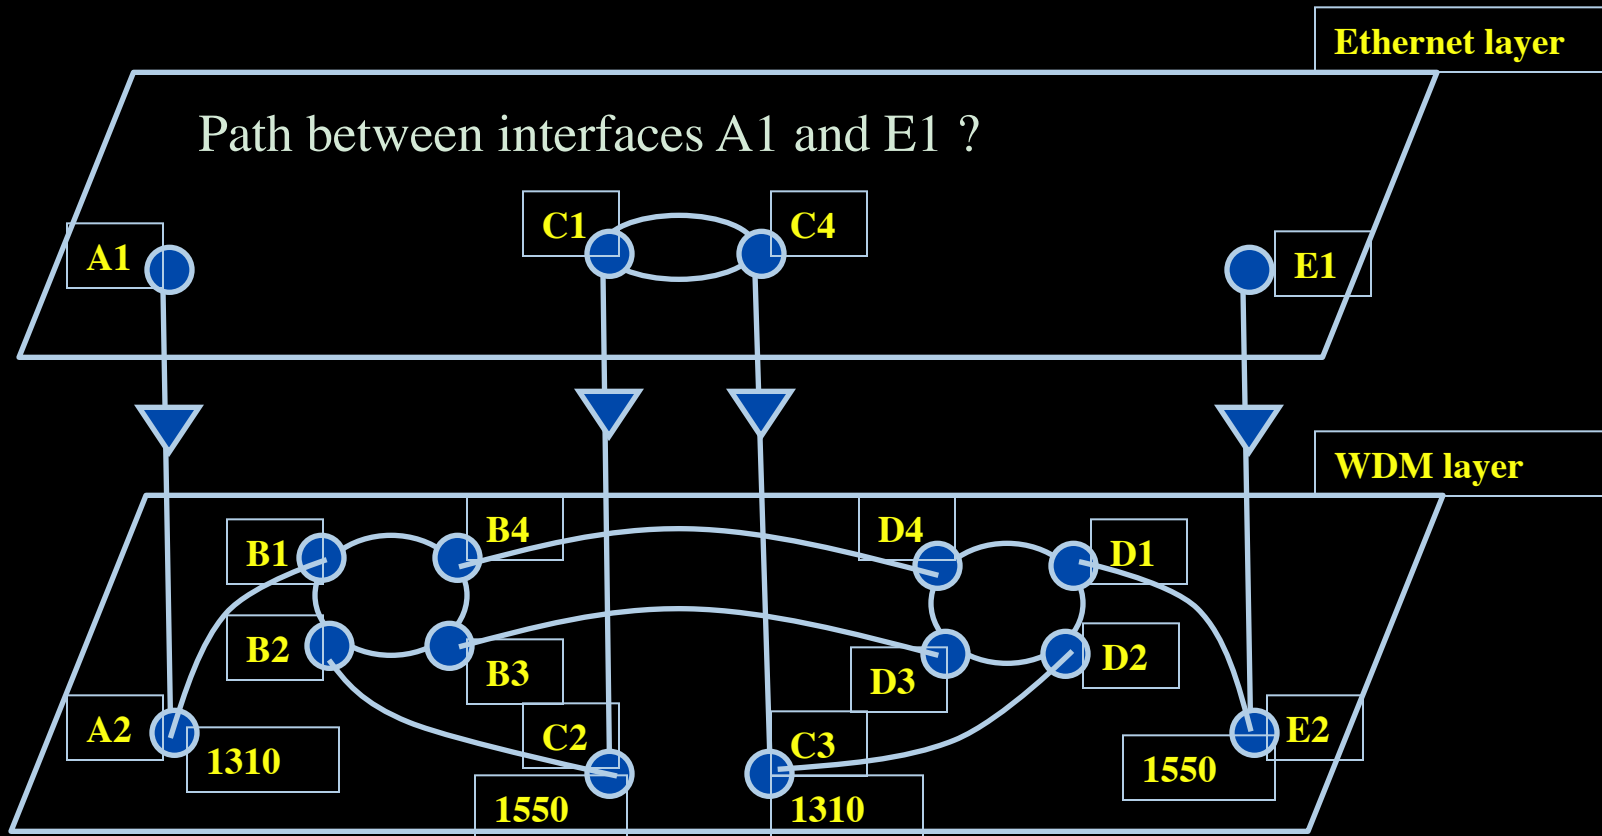 Ethernet layer
Path between interfaces A1 and E1 ?
C1
C4
A1
E1
WDM layer
B1
B4
D4
D1
B2
B3
D3
D2
A2
1310
C2
C3
E2
1550
1550
1310